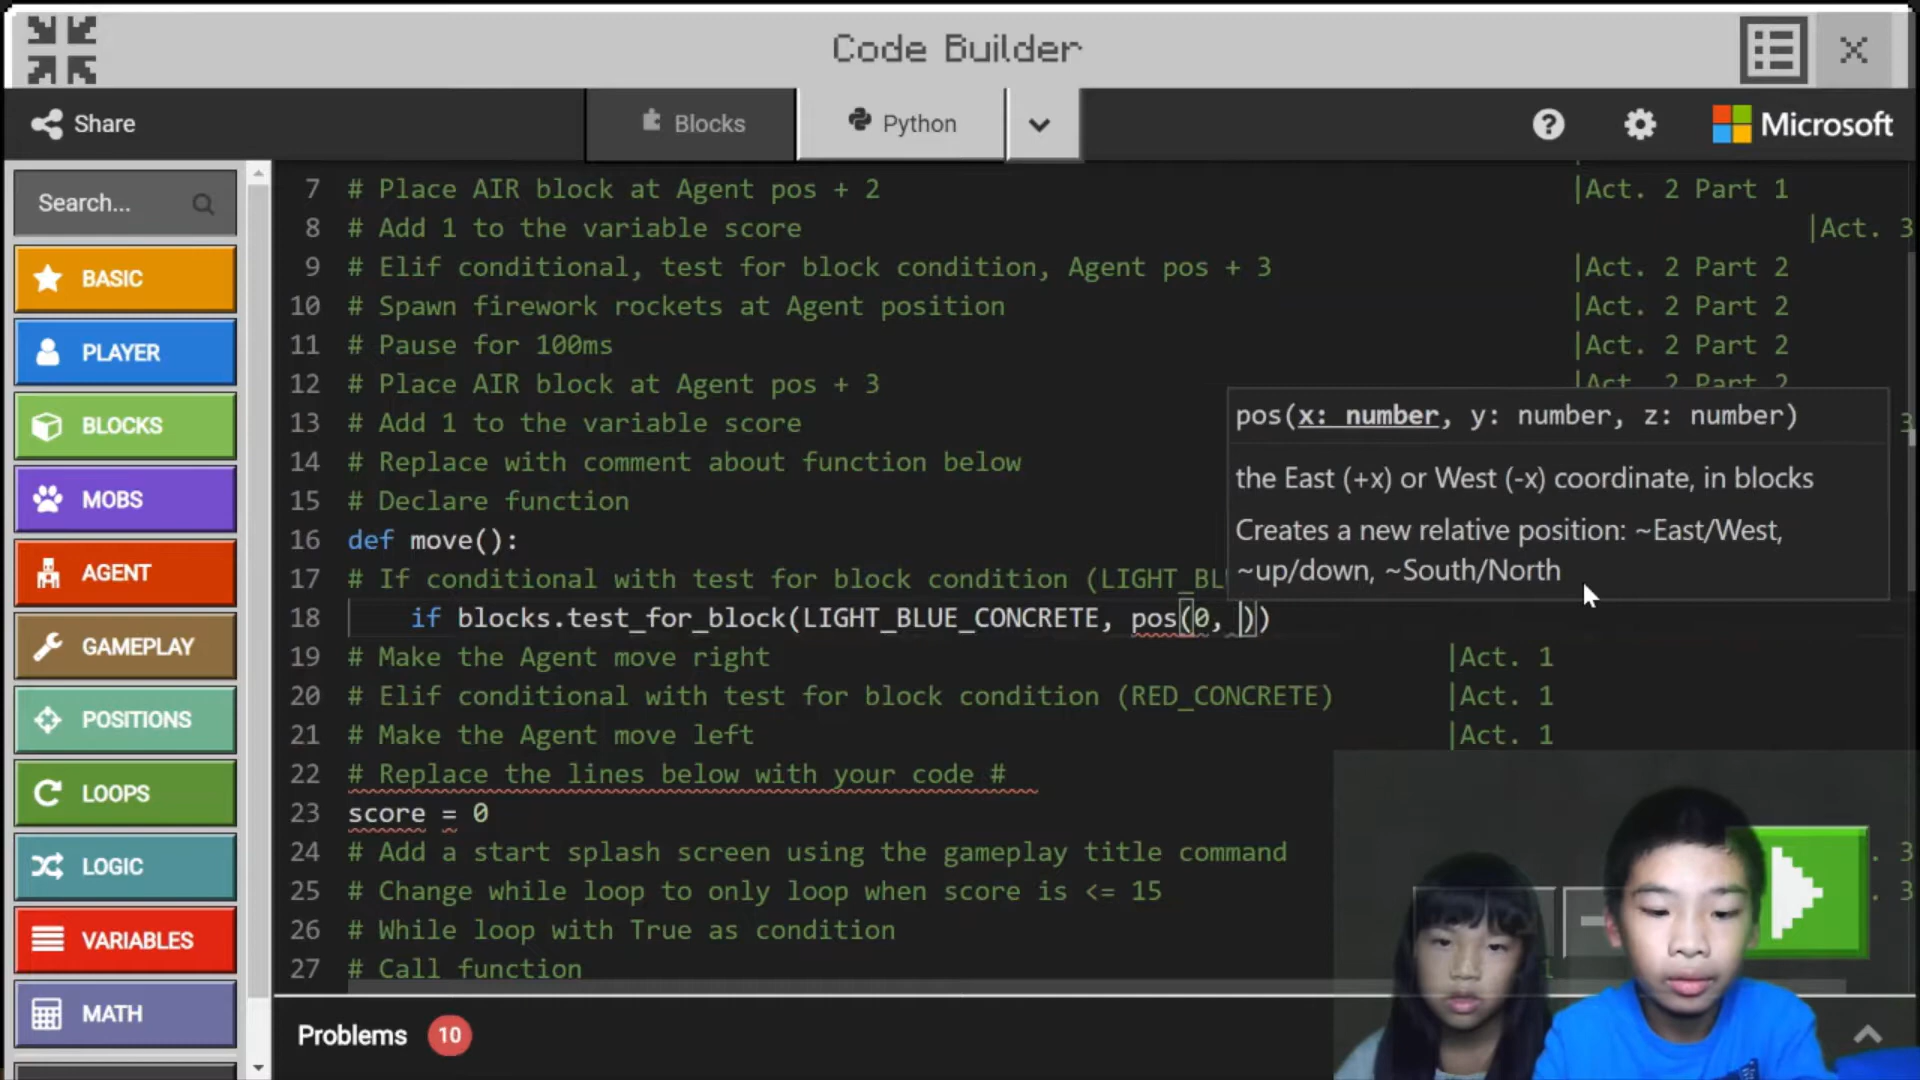 Code Builder
Share
Blocks
Python
Microsoft
Search...
BASIC
PLAYER
BLOCKS
MOBS
AGENT
GAMEPLAY
POSITIONS
LOOPS
LOGIC
VARIABLES
MATH
7 # Place AIR block at Agent pos + 2 |Act. 2 Part 1
8 # Add 1 to the variable score |Act. 3
9 # Elif conditional, test for block condition, Agent pos + 3 |Act. 2 Part 2
10 # Spawn firework rockets at Agent position |Act. 2 Part 2
11 # Pause for 100ms |Act. 2 Part 2
12 # Place AIR block at Agent pos + 3 |Act. 2 Part 2
13 # Add 1 to the variable score 3
14 # Replace with comment about function below
15 # Declare function
16 def move():
17 # If conditional with test for block condition (LIGHT_BL
18 if blocks.test_for_block(LIGHT_BLUE_CONCRETE, pos(0, ))
19 # Make the Agent move right |Act. 1
20 # Elif conditional with test for block condition (RED_CONCRETE) |Act. 1
21 # Make the Agent move left |Act. 1
22 # Replace the lines below with your code #
23 score = 0
24 # Add a start splash screen using the gameplay title command . 3
25 # Change while loop to only loop when score is <= 15 . 3
26 # While loop with True as condition
27 # Call function 1
pos(x: number, y: number, z: number)
the East (+x) or West (-x) coordinate, in blocks
Creates a new relative position: ~East/West,
~up/down, ~South/North
Problems 10